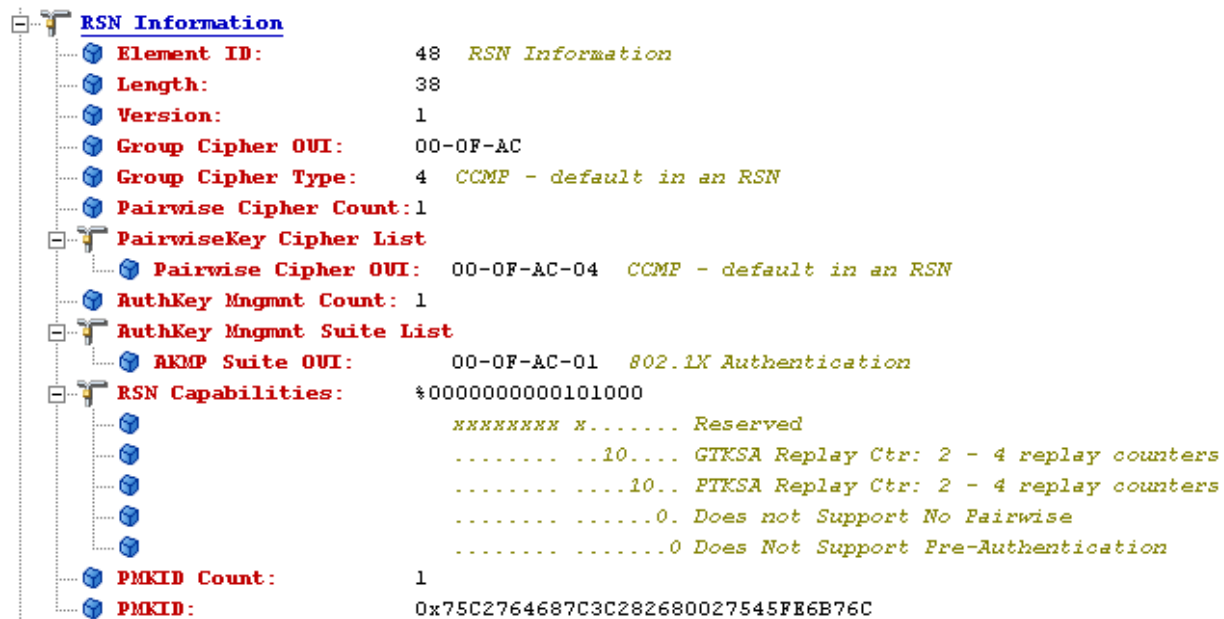 RSN Information
Element ID: 48 RSN Information
Length: 38
Version: 1
Group Cipher OUI: 00-0F-AC
Group Cipher Type: 4 CCMP - default in an RSN
Pairwise Cipher Count:1
PairwiseKey Cipher List
Pairwise Cipher OUI: 00-0F-AC-04 CCMP - default in an RSN
AuthKey Mngmnt Count: 1
AuthKey Mngmnt Suite List
AKMP Suite OUI: 00-0F-AC-01 802.1X Authentication
RSN Capabilities: %0000000000101000
xxxxxxxx x....... Reserved
........ ..10.... GTKSA Replay Ctr: 2 - 4 replay counters
........ ....10.. PTKSA Replay Ctr: 2 - 4 replay counters
........ ......0. Does not Support No Pairwise
........ .......0 Does Not Support Pre-Authentication
PMKID Count: 1
PMKID: 0x75C2764687C3C282680027545FE6B76C